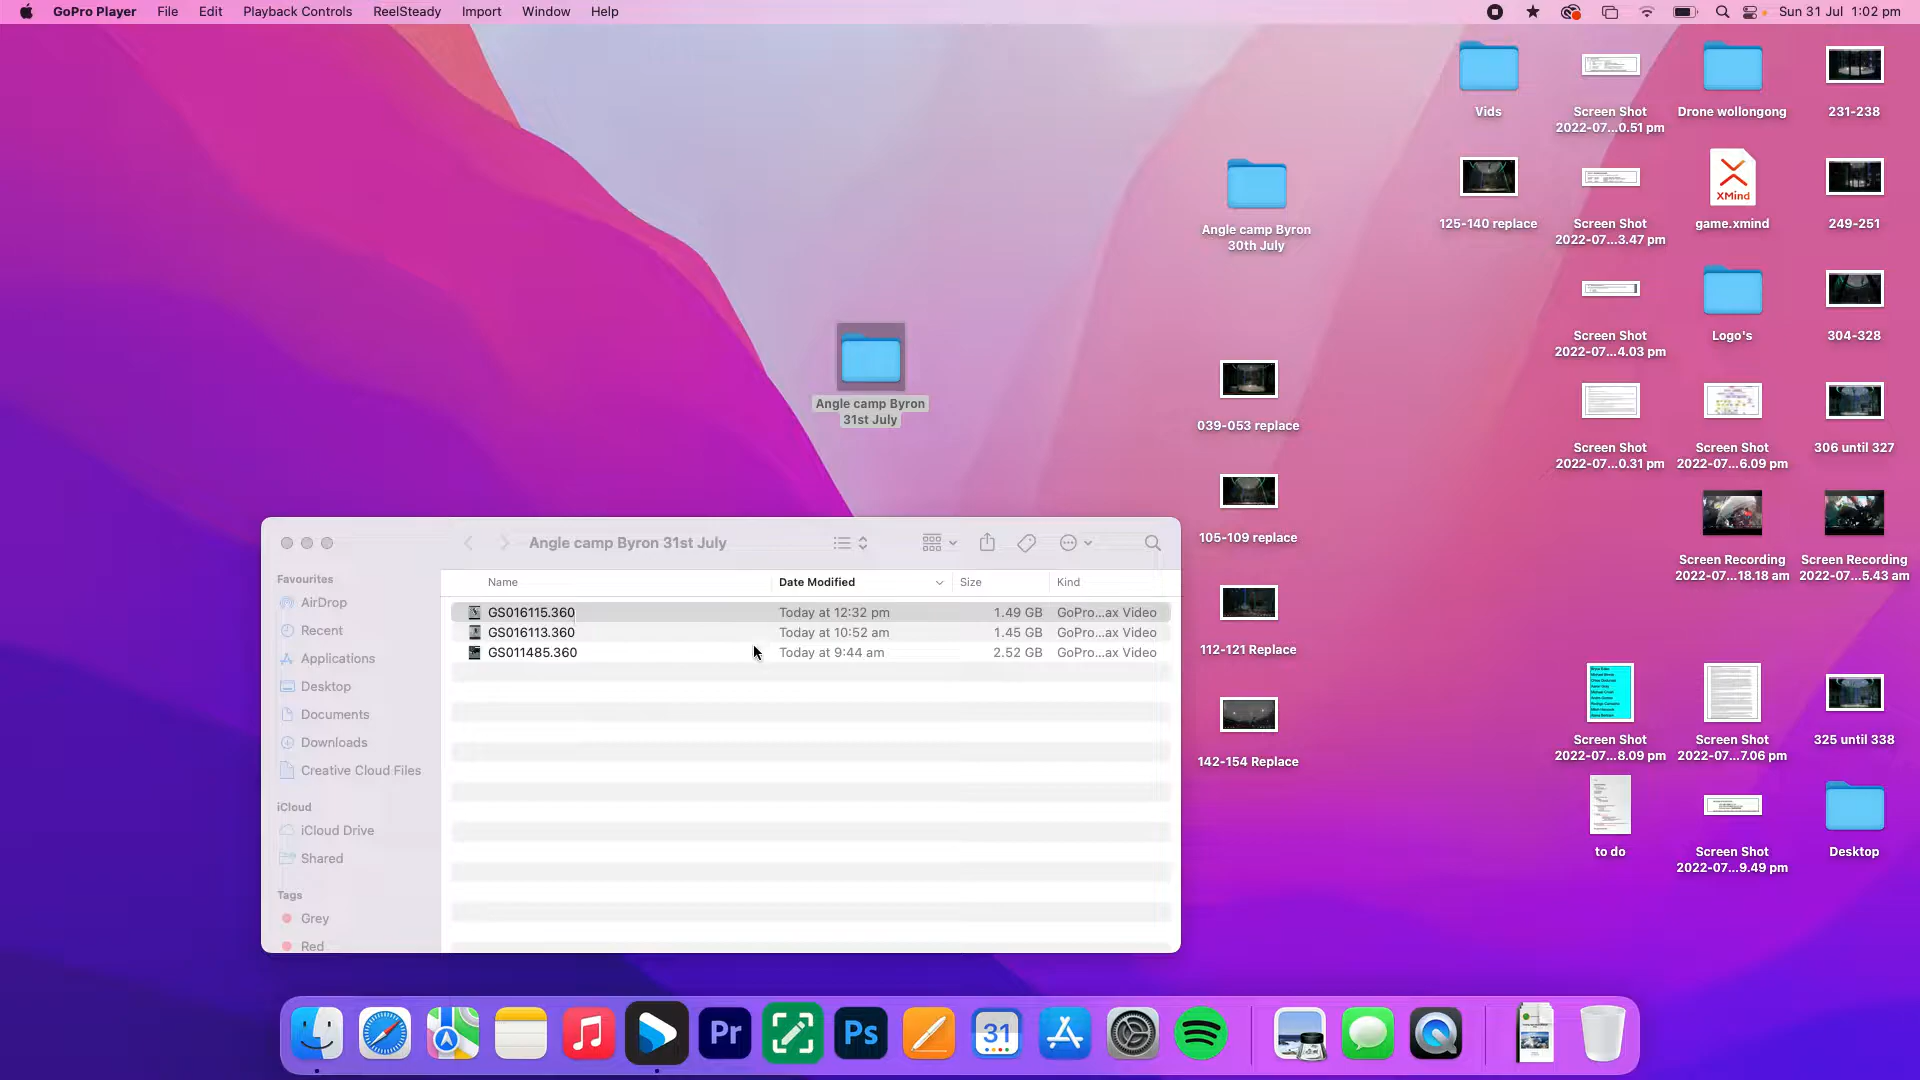 GoPro Player File Edit Playback Controls ReelSteady Import Window Help
Sun 31 Jul 1:02 pm
Vids
Screen Shot
2022-07...0.51 pm
Drone wollongong
231-238
Angle camp Byron
30th July
125-140 replace
Screen Shot
2022-07...3.47 pm
XMind
game.xmind
249-251
Screen Shot
2022-07...4.03 pm
Logo's
304-328
Angle camp Byron
31st July
039-053 replace
Screen Shot
2022-07...0.31 pm
Screen Shot
2022-07...6.09 pm
306 until 327
105-109 replace
Screen Recording
2022-07...18.18 am
Screen Recording
2022-07...5.43 am
112-121 Replace
142-154 Replace
Screen Shot
2022-07...8.09 pm
Screen Shot
2022-07...7.06 pm
325 until 338
to do
Screen Shot
2022-07...9.49 pm
Desktop
Angle camp Byron 31st July
Favourites
AirDrop
Recent
Applications
Desktop
Documents
Downloads
Creative Cloud Files
iCloud
iCloud Drive
Shared
Tags
Grey
Red
Name Date Modified Size Kind
GS016115.360 Today at 12:32 pm 1.49 GB GoPro...ax Video
GS016113.360 Today at 10:52 am 1.45 GB GoPro...ax Video
GS011485.360 Today at 9:44 am 2.52 GB GoPro...ax Video
Pr
Ps
31